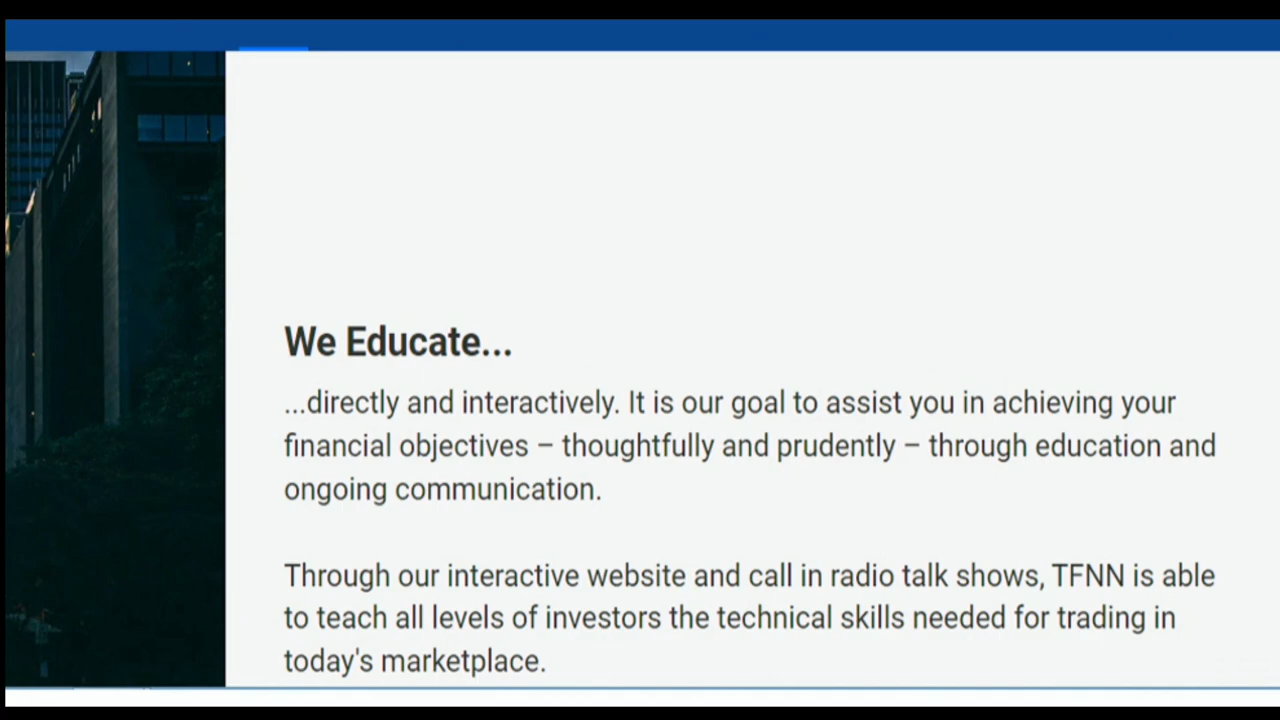 We Educate...
...directly and interactively. It is our goal to assist you in achieving your
financial objectives – thoughtfully and prudently – through education and
ongoing communication.
Through our interactive website and call in radio talk shows, TFNN is able
to teach all levels of investors the technical skills needed for trading in
today's marketplace.